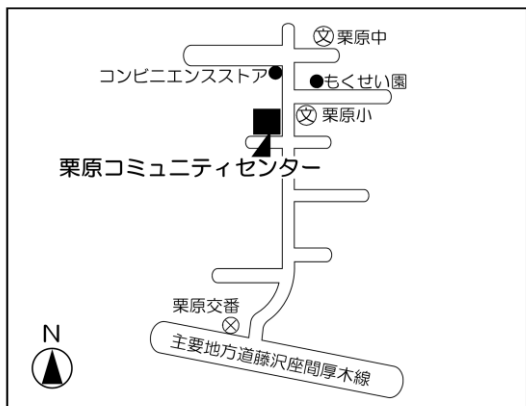 文 栗原中
コンビニエンスストア
もくせい園
文 栗原小
栗原コミュニティセンター
栗原交番
主要地方道藤沢座間厚木線
N